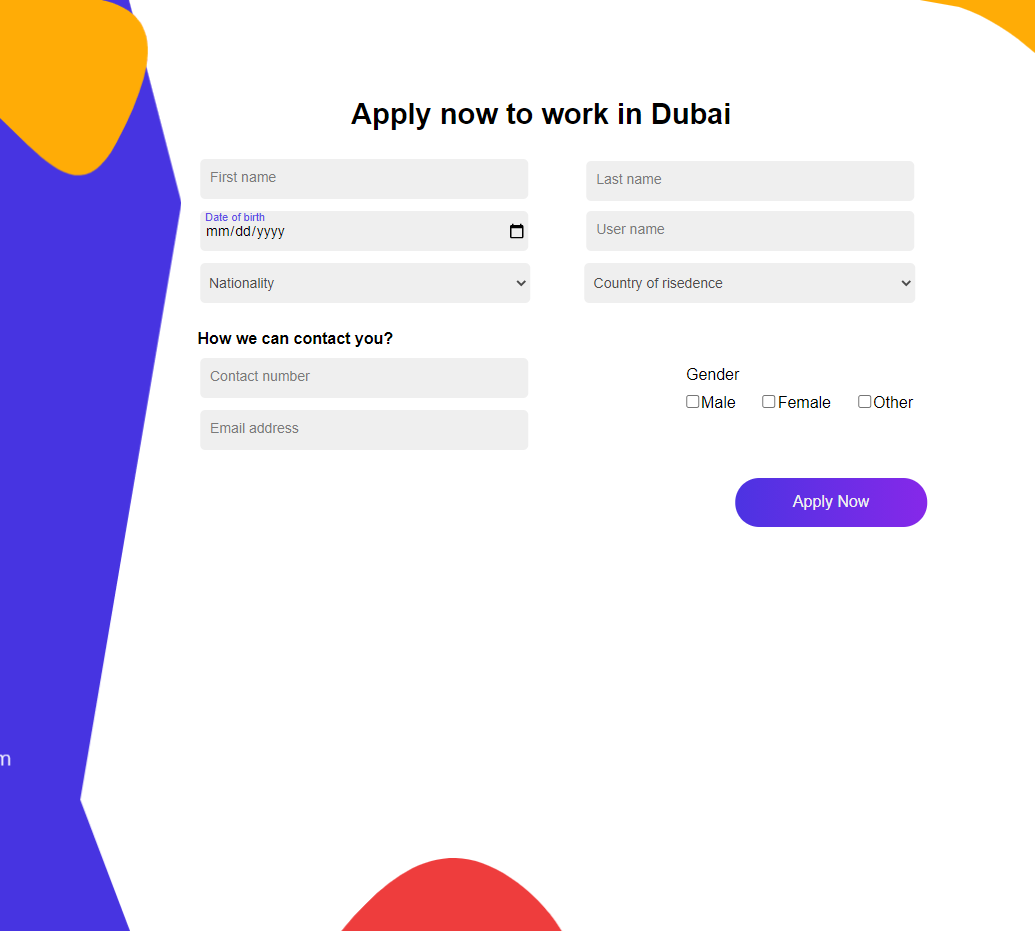 Apply now to work in Dubai
First name
Last name
Date of birth
mm/dd/yyyy
User name
Nationality
Country of risedence
How we can contact you?
Contact number
Gender
Male Female Other
Email address
Apply Now
m